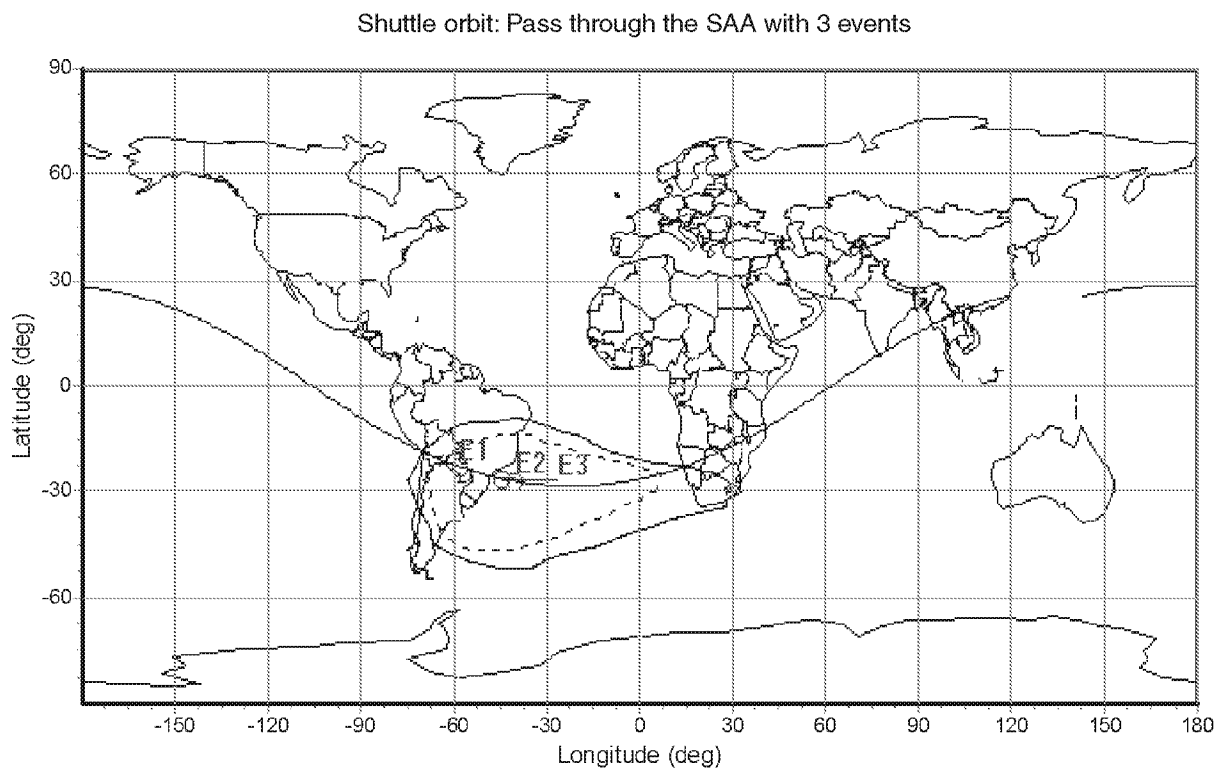 Shuttle orbit: Pass through the SAA with 3 events
90
60
30
0
-30
-60
Latitude (deg)
E1
E2
E3
-150 -120 -90 -60 -30 0 30 60 90 120 150 180
Longitude (deg)